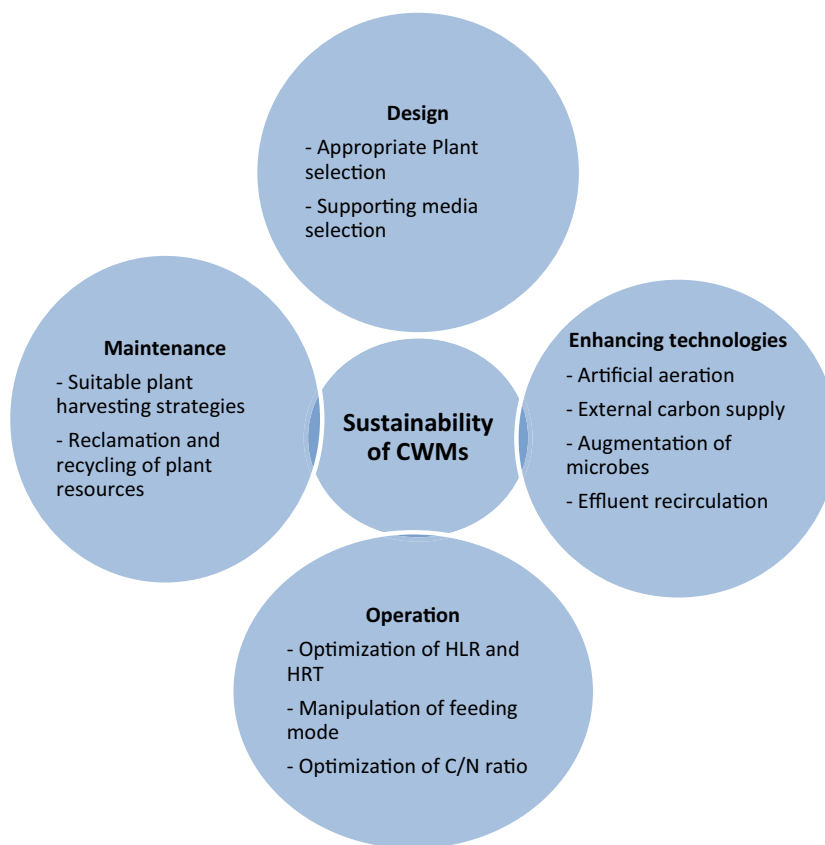 Design
- Appropriate Plant
selection
- Supporting media
selection
Maintenance
- Suitable plant
harvesting strategies
- Reclamation and
recycling of plant
resources
Sustainability
of CWMs
Enhancing technologies
- Artificial aeration
- External carbon supply
- Augmentation of
microbes
- Effluent recirculation
Operation
- Optimization of HLR and
HRT
- Manipulation of feeding
mode
- Optimization of C/N ratio